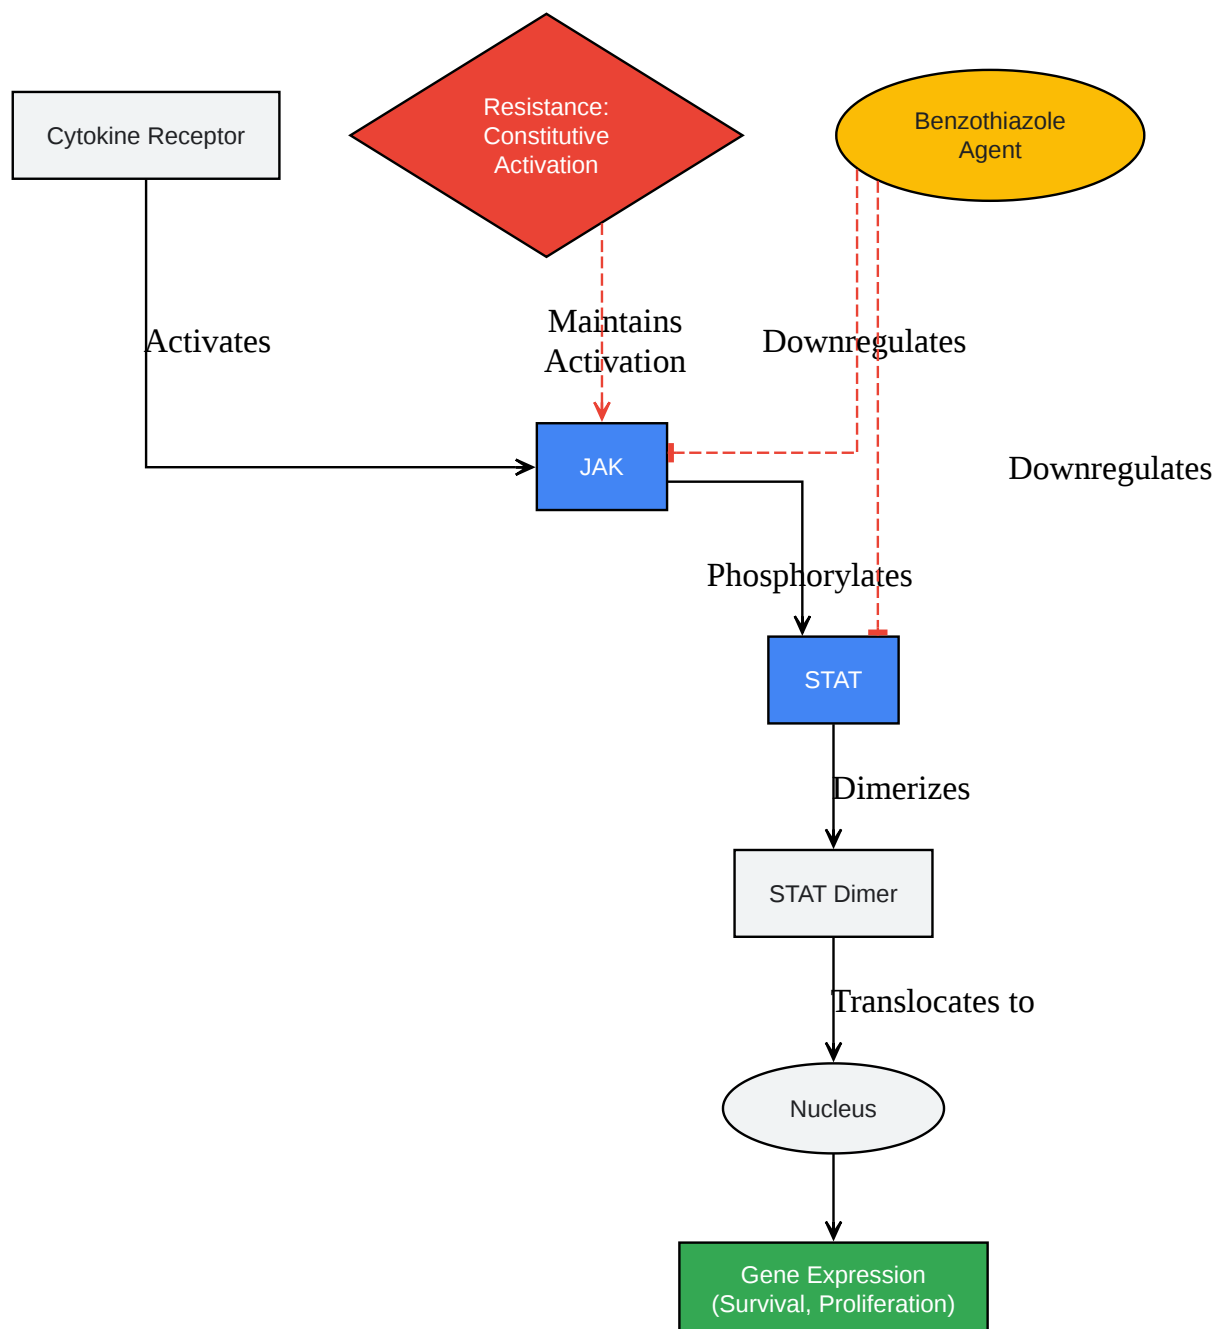 Cytokine Receptor
Resistance:
Constitutive
Activation
Benzothiazole
Agent
Activates
Maintains
Activation
Downregulates
JAK
Downregulates
Phosphorylates
STAT
Dimerizes
STAT Dimer
Translocates to
Nucleus
Gene Expression
(Survival, Proliferation)